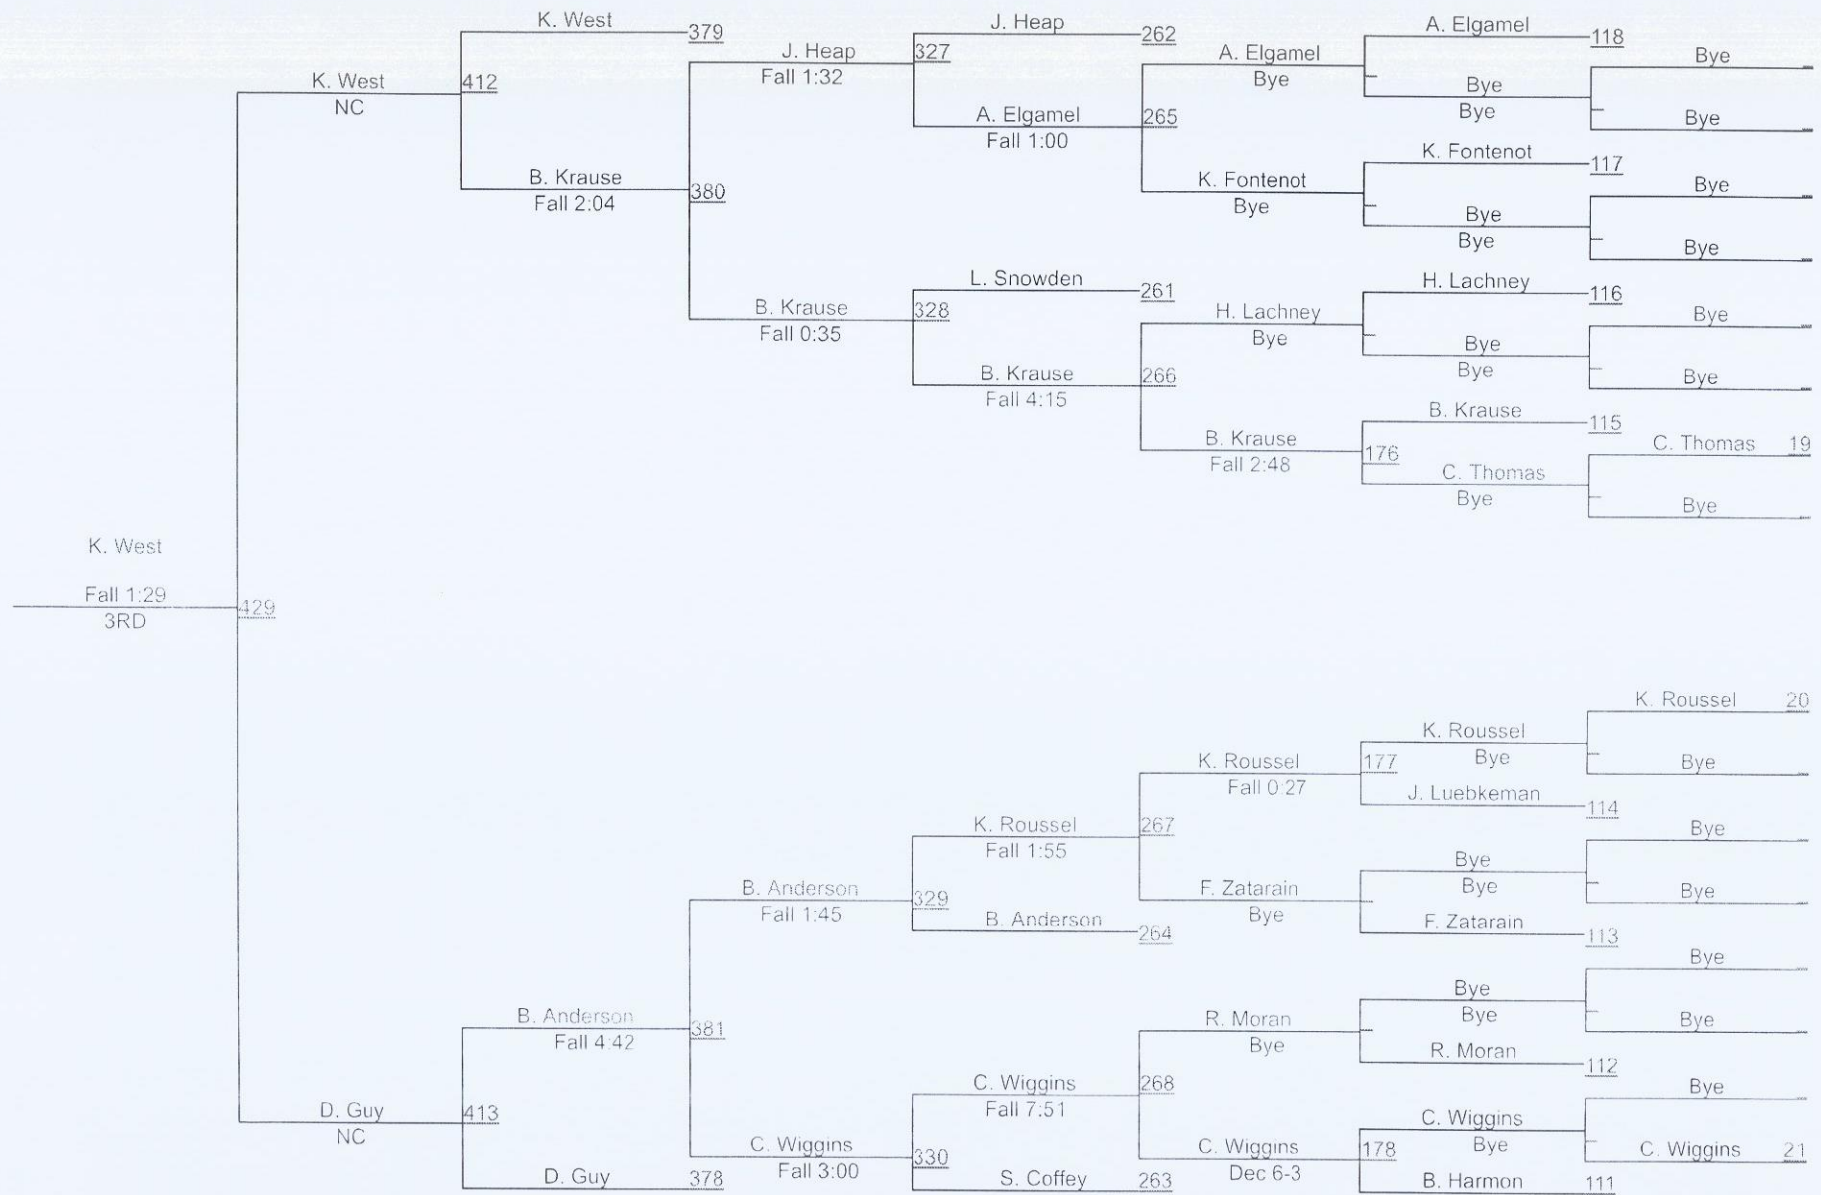 K. West
379
J. Heap
Fall 1:32
327
J. Heap
262
A. Elgamel
Bye
A. Elgamel
118
Bye
K. West
NC
412
A. Elgamel
Fall 1:00
265
Bye
Bye
Bye
K. Fontenot
117
B. Krause
Fall 2:04
380
K. Fontenot
Bye
Bye
Bye
Bye
Bye
L. Snowden
261
H. Lachney
116
B. Krause
Fall 0:35
328
H. Lachney
Bye
Bye
Bye
Bye
B. Krause
Fall 4:15
266
Bye
B. Krause
115
B. Krause
Fall 2:48
176
C. Thomas 19
C. Thomas
Bye
Bye
K. West
Fall 1:29
3RD
429
K. Roussel 20
K. Roussel
Bye
K. Roussel
Fall 0:27
177
Bye
J. Luebkeman
114
K. Roussel
Fall 1:55
267
Bye
Bye
Bye
B. Anderson
Fall 1:45
329
F. Zatarain
Bye
Bye
B. Anderson
264
F. Zatarain
113
Bye
B. Anderson
Fall 4:42
381
R. Moran
Bye
Bye
Bye
Bye
R. Moran
112
C. Wiggins
Fall 7:51
268
Bye
D. Guy
NC
413
C. Wiggins
Bye
C. Wiggins
Fall 3:00
330
C. Wiggins
Dec 6-3
178
C. Wiggins 21
D. Guy
378
S. Coffey
263
B. Harmon
111